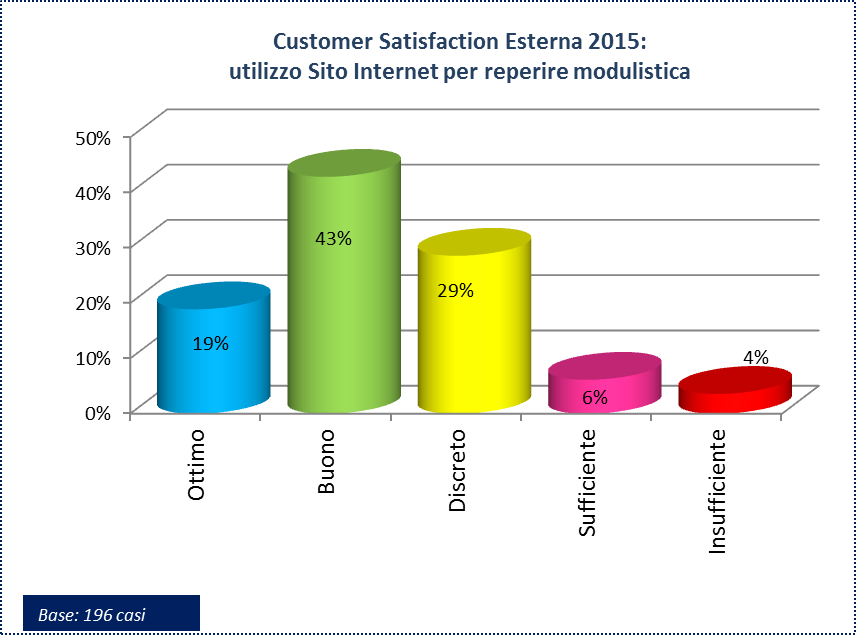 Customer Satisfaction Esterna 2015:
utilizzo Sito Internet per reperire modulistica
50%
40%
30%
20%
10%
0%
19%
43%
29%
6%
4%
Ottimo
Buono
Discreto
Sufficiente
Insufficiente
Base: 196 casi